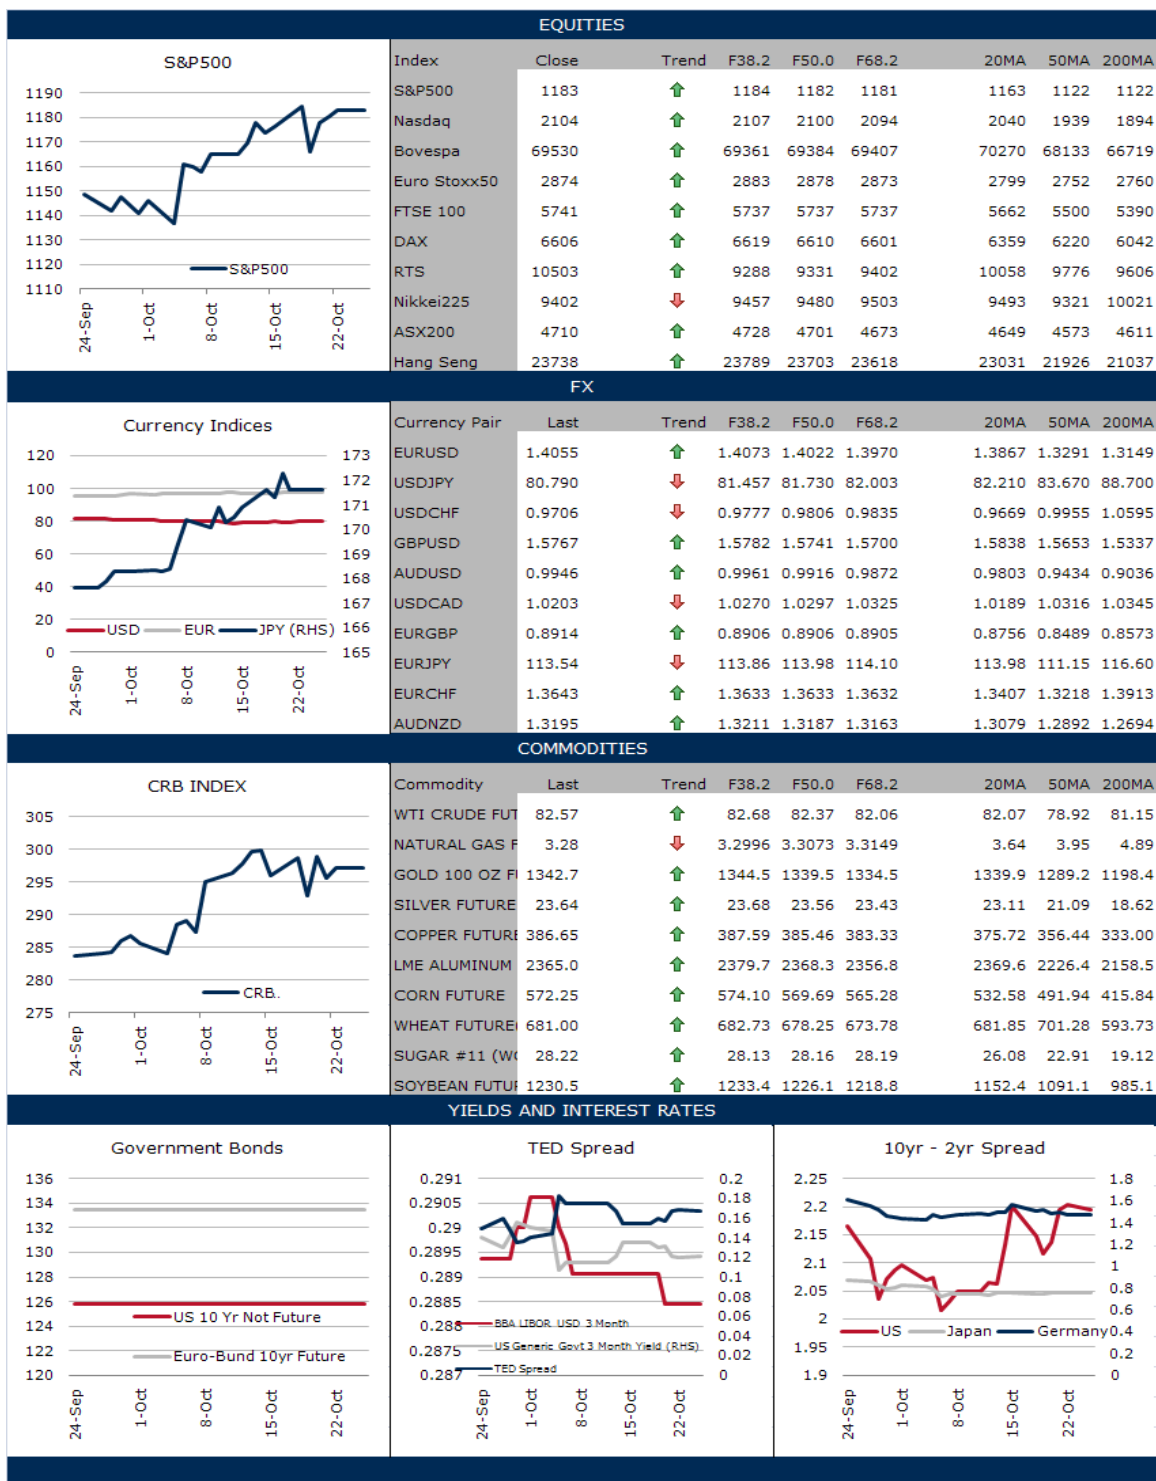 EQUITIES
S&P500
1190
1180
1170
1160
1150
1140
1130
1120
1110
S&P500
24-Sep
1-Oct
8-Oct
15-Oct
22-Oct
Index Close Trend F38.2 F50.0 F68.2 20MA 50MA 200MA
S&P500 1183 1184 1182 1181 1163 1122 1122
Nasdaq 2104 2107 2100 2094 2040 1939 1894
Bovespa 69530 69361 69384 69407 70270 68133 66719
Euro Stoxx50 2874 2883 2878 2873 2799 2752 2760
FTSE 100 5741 5737 5737 5737 5662 5500 5390
DAX 6606 6619 6610 6601 6359 6220 6042
RTS 10503 9288 9331 9402 10058 9776 9606
Nikkei225 9402 9457 9480 9503 9493 9321 10021
ASX200 4710 4728 4701 4673 4649 4573 4611
Hang Seng 23738 23789 23703 23618 23031 21926 21037
FX
Currency Indices
120
100
80
60
40
20
0
173
172
171
170
169
168
167
166
165
USD EUR JPY (RHS)
24-Sep
1-Oct
8-Oct
15-Oct
22-Oct
Currency Pair Last Trend F38.2 F50.0 F68.2 20MA 50MA 200MA
EURUSD 1.4055 1.4073 1.4022 1.3970 1.3867 1.3291 1.3149
USDJPY 80.790 81.457 81.730 82.003 82.210 83.670 88.700
USDCHF 0.9706 0.9777 0.9806 0.9835 0.9669 0.9955 1.0595
GBPUSD 1.5767 1.5782 1.5741 1.5700 1.5838 1.5653 1.5337
AUDUSD 0.9946 0.9961 0.9916 0.9872 0.9803 0.9434 0.9036
USDCAD 1.0203 1.0270 1.0297 1.0325 1.0189 1.0316 1.0345
EURGBP 0.8914 0.8906 0.8906 0.8905 0.8756 0.8489 0.8573
EURJPY 113.54 113.86 113.98 114.10 113.98 111.15 116.60
EURCHF 1.3643 1.3633 1.3633 1.3632 1.3407 1.3218 1.3913
AUDNZD 1.3195 1.3211 1.3187 1.3163 1.3079 1.2892 1.2694
COMMODITIES
CRB INDEX
305
300
295
290
285
280
275
CRB..
24-Sep
1-Oct
8-Oct
15-Oct
22-Oct
Commodity Last Trend F38.2 F50.0 F68.2 20MA 50MA 200MA
WTI CRUDE FUT 82.57 82.68 82.37 82.06 82.07 78.92 81.15
NATURAL GAS F 3.28 3.2996 3.3073 3.3149 3.64 3.95 4.89
GOLD 100 OZ F 1342.7 1344.5 1339.5 1334.5 1339.9 1289.2 1198.4
SILVER FUTURE 23.64 23.68 23.56 23.43 23.11 21.09 18.62
COPPER FUTURE 386.65 387.59 385.46 383.33 375.72 356.44 333.00
LME ALUMINUM 2365.0 2379.7 2368.3 2356.8 2369.6 2226.4 2158.5
CORN FUTURE 572.25 574.10 569.69 565.28 532.58 491.94 415.84
WHEAT FUTURE( 681.00 682.73 678.25 673.78 681.85 701.28 593.73
SUGAR #11 (W 28.22 28.13 28.16 28.19 26.08 22.91 19.12
SOYBEAN FUTU 1230.5 1233.4 1226.1 1218.8 1152.4 1091.1 985.1
YIELDS AND INTEREST RATES
Government Bonds
136
134
132
130
128
126
124
122
120
US 10 Yr Not Future
Euro-Bund 10yr Future
24-Sep
1-Oct
8-Oct
15-Oct
22-Oct
TED Spread
0.291
0.2905
0.29
0.2895
0.289
0.2885
0.288
0.2875
0.287
0.2
0.18
0.16
0.14
0.12
0.1
0.08
0.06
0.04
0.02
0
BBA LIBOR USD 3 Month
US Generic Govt 3 Month Yield (RHS)
TED Spread
24-Sep
1-Oct
8-Oct
15-Oct
22-Oct
10yr - 2yr Spread
2.25
2.2
2.15
2.1
2.05
2
1.95
1.9
1.8
1.6
1.4
1.2
1
0.8
0.6
0.4
0.2
0
US Japan Germany
24-Sep
1-Oct
8-Oct
15-Oct
22-Oct